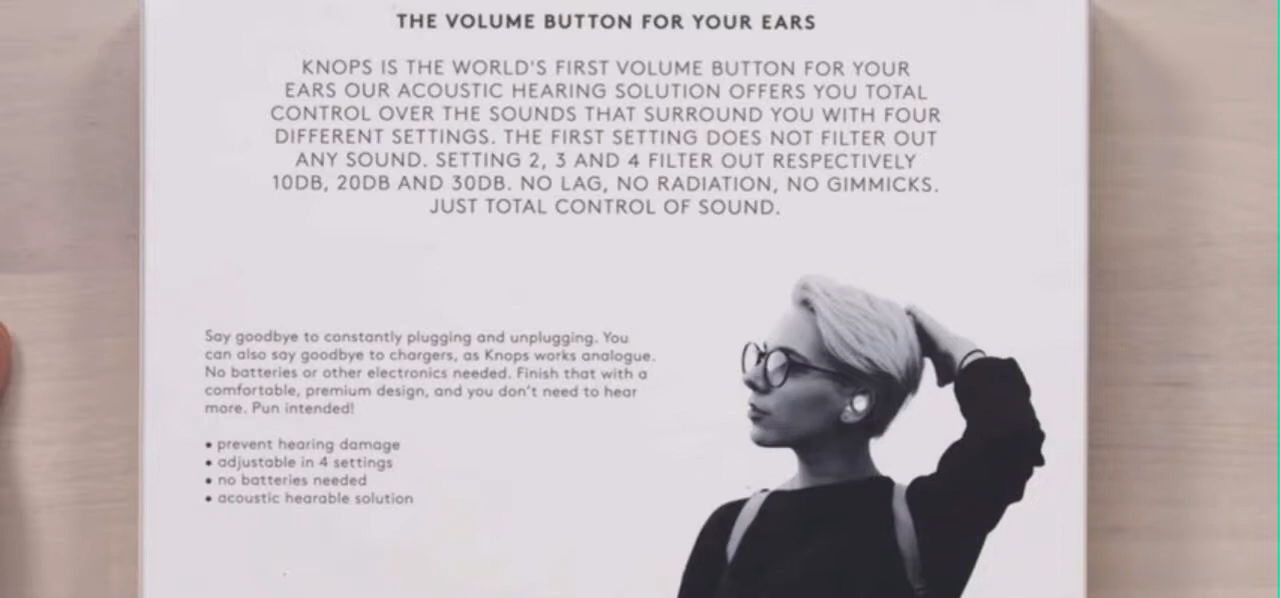 THE VOLUME BUTTON FOR YOUR EARS
KNOPS IS THE WORLD'S FIRST VOLUME BUTTON FOR YOUR
EARS OUR ACOUSTIC HEARING SOLUTION OFFERS YOU TOTAL
CONTROL OVER THE SOUNDS THAT SURROUND YOU WITH FOUR
DIFFERENT SETTINGS. THE FIRST SETTING DOES NOT FILTER OUT
ANY SOUND. SETTING 2, 3 AND 4 FILTER OUT RESPECTIVELY
10DB, 20DB AND 30DB. NO LAG, NO RADIATION, NO GIMMICKS.
JUST TOTAL CONTROL OF SOUND.
Say goodbye to constantly plugging and unplugging. You
can also say goodbye to chargers, as Knops works analogue.
No batteries or other electronics needed. Finish that with a
comfortable, premium design, and you don't need to hear
more. Pun intended!
• prevent hearing damage
• adjustable in 4 settings
• no batteries needed
• acoustic hearable solution